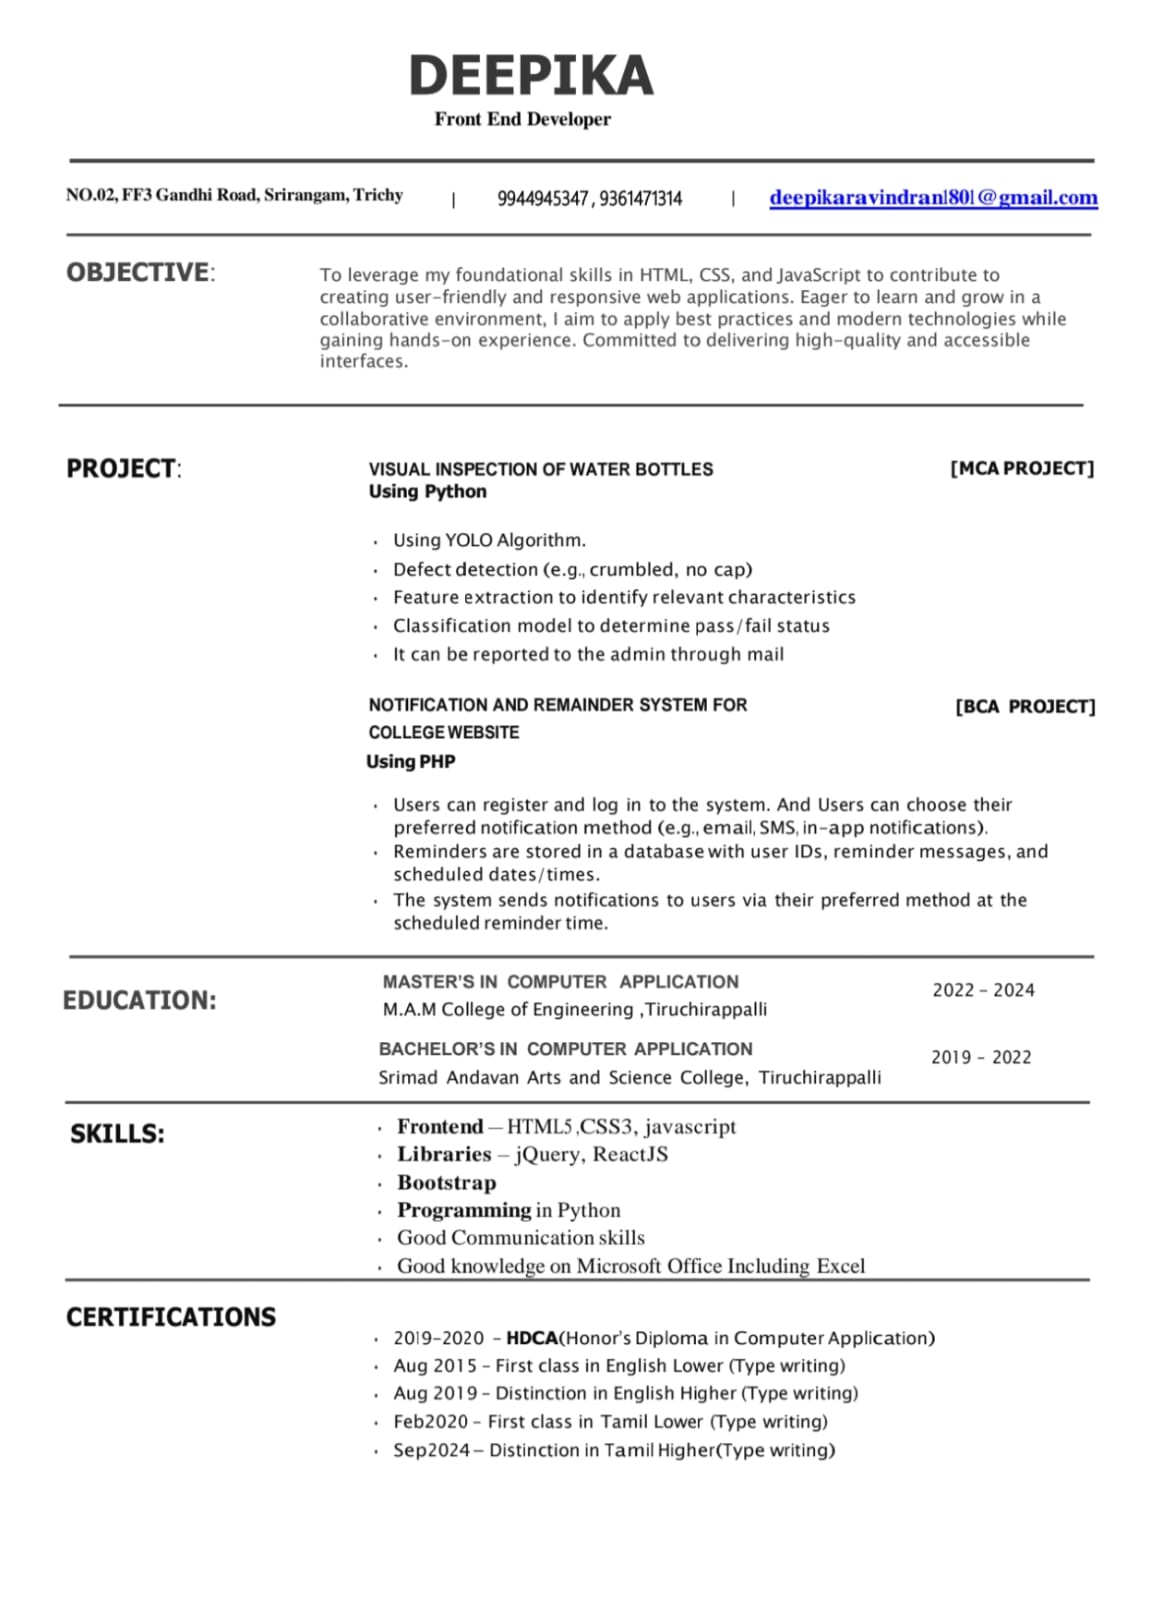 DEEPIKA
Front End Developer
NO.02, FF3 Gandhi Road, Srirangam, Trichy | 9944945347, 9361471314 | deepikaravindran1801@gmail.com
OBJECTIVE:
To leverage my foundational skills in HTML, CSS, and JavaScript to contribute to
creating user-friendly and responsive web applications. Eager to learn and grow in a
collaborative environment, I aim to apply best practices and modern technologies while
gaining hands-on experience. Committed to delivering high-quality and accessible
interfaces.
PROJECT:
VISUAL INSPECTION OF WATER BOTTLES [MCA PROJECT]
Using Python
· Using YOLO Algorithm.
· Defect detection (e.g., crumbled, no cap)
· Feature extraction to identify relevant characteristics
· Classification model to determine pass/fail status
· It can be reported to the admin through mail
NOTIFICATION AND REMAINDER SYSTEM FOR [BCA PROJECT]
COLLEGE WEBSITE
Using PHP
· Users can register and log in to the system. And Users can choose their
preferred notification method (e.g., email, SMS, in-app notifications).
· Reminders are stored in a database with user IDs, reminder messages, and
scheduled dates/times.
· The system sends notifications to users via their preferred method at the
scheduled reminder time.
EDUCATION:
MASTER'S IN COMPUTER APPLICATION 2022 – 2024
M.A.M College of Engineering ,Tiruchirappalli
BACHELOR'S IN COMPUTER APPLICATION 2019 – 2022
Srimad Andavan Arts and Science College, Tiruchirappalli
SKILLS:
· Frontend – HTML5,CSS3, javascript
· Libraries – jQuery, ReactJS
· Bootstrap
· Programming in Python
· Good Communication skills
· Good knowledge on Microsoft Office Including Excel
CERTIFICATIONS
· 2019-2020 – HDCA(Honor's Diploma in Computer Application)
· Aug 2015 – First class in English Lower (Type writing)
· Aug 2019 – Distinction in English Higher (Type writing)
· Feb2020 – First class in Tamil Lower (Type writing)
· Sep2024 – Distinction in Tamil Higher(Type writing)